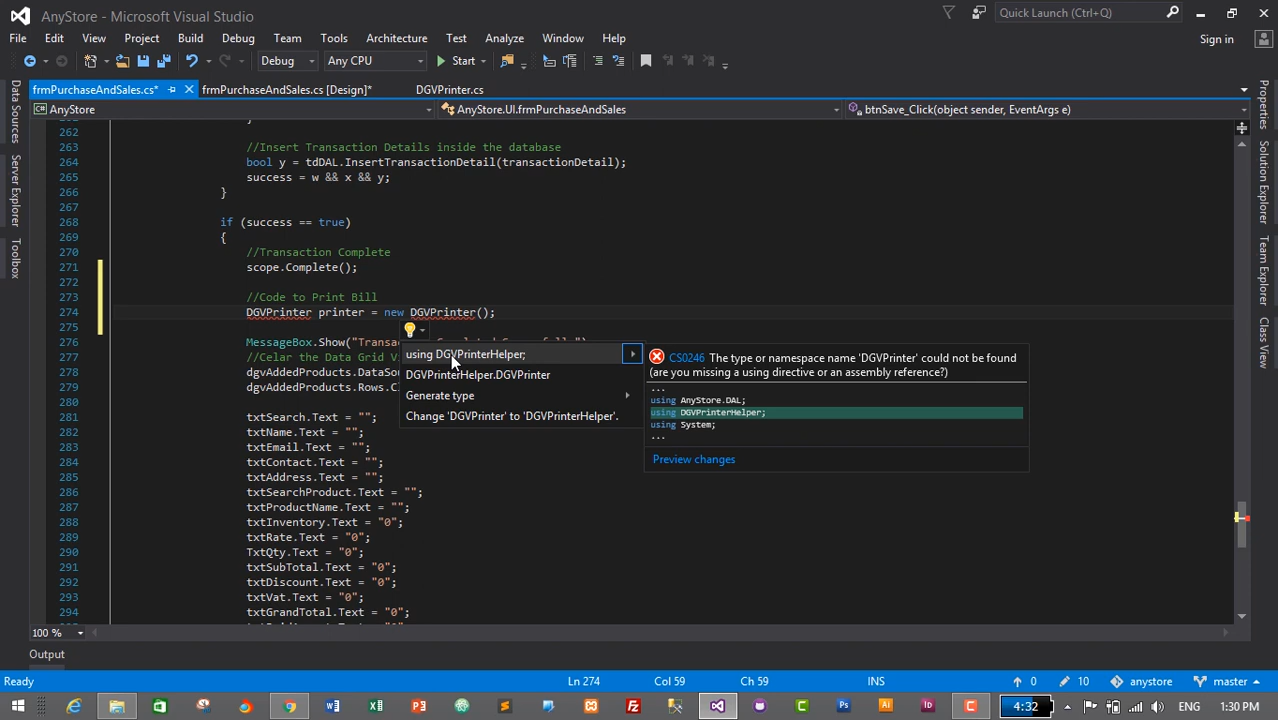 AnyStore - Microsoft Visual Studio
Quick Launch (Ctrl+Q)
File Edit View Project Build Debug Team Tools Architecture Test Analyze Window Help
Sign in
Debug Any CPU Start
frmPurchaseAndSales.cs* frmPurchaseAndSales.cs [Design]* DGVPrinter.cs
AnyStore AnyStore.UI.frmPurchaseAndSales btnSave_Click(object sender, EventArgs e)
Data Sources
Server Explorer
Toolbox
Properties
Solution Explorer
Team Explorer
Class View
262
263 //Insert Transaction Details inside the database
264 bool y = tdDAL.InsertTransactionDetail(transactionDetail);
265 success = w && x && y;
266 }
267
268 if (success == true)
269 {
270 //Transaction Complete
271 scope.Complete();
272
273 //Code to Print Bill
274 DGVPrinter printer = new DGVPrinter();
275
276 MessageBox.Show("Transa
277 //Celar the Data Grid V
278 dgvAddedProducts.DataSo
279 dgvAddedProducts.Rows.C
280
281 txtSearch.Text = "";
282 txtName.Text = "";
283 txtEmail.Text = "";
284 txtContact.Text = "";
285 txtAddress.Text = "";
286 txtSearchProduct.Text = "";
287 txtProductName.Text = "";
288 txtInventory.Text = "0";
289 txtRate.Text = "0";
290 TxtQty.Text = "0";
291 txtSubTotal.Text = "0";
292 txtDiscount.Text = "0";
293 txtVat.Text = "0";
294 txtGrandTotal.Text = "0";
using DGVPrinterHelper;
DGVPrinterHelper.DGVPrinter
Generate type
Change 'DGVPrinter' to 'DGVPrinterHelper'.
CS0246 The type or namespace name 'DGVPrinter' could not be found
(are you missing a using directive or an assembly reference?)
...
using AnyStore.DAL;
using DGVPrinterHelper;
using System;
...
Preview changes
100 %
Output
Ready Ln 274 Col 59 Ch 59 INS 0 10 anystore master
4:32 ENG 1:30 PM